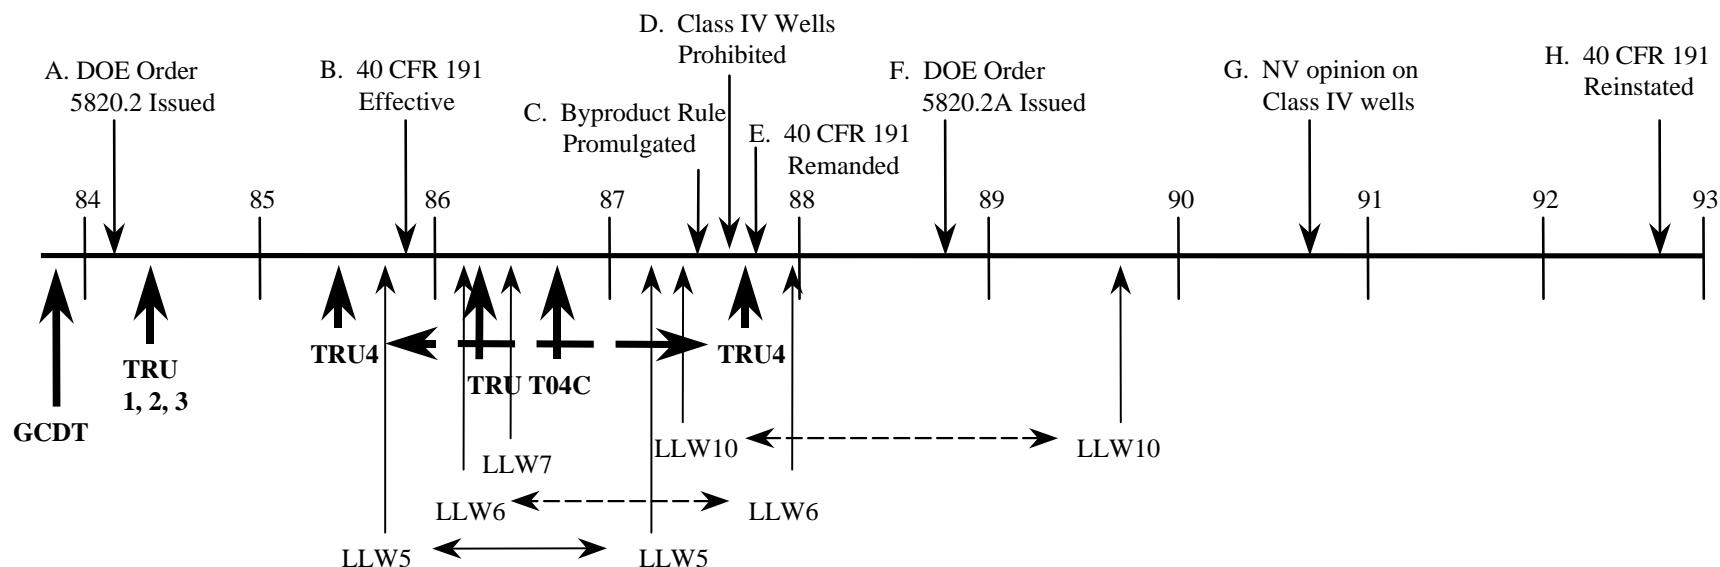 D. Class IV Wells
Prohibited
A. DOE Order
5820.2 Issued
B. 40 CFR 191
Effective
C. Byproduct Rule
Promulgated
E. 40 CFR 191
Remanded
F. DOE Order
5820.2A Issued
G. NV opinion on
Class IV wells
H. 40 CFR 191
Reinstated
84 85 86 87 88 89 90 91 92 93
GCDT
TRU
1, 2, 3
TRU4
TRU T04C
TRU4
LLW7
LLW10
LLW10
LLW6
LLW6
LLW5
LLW5